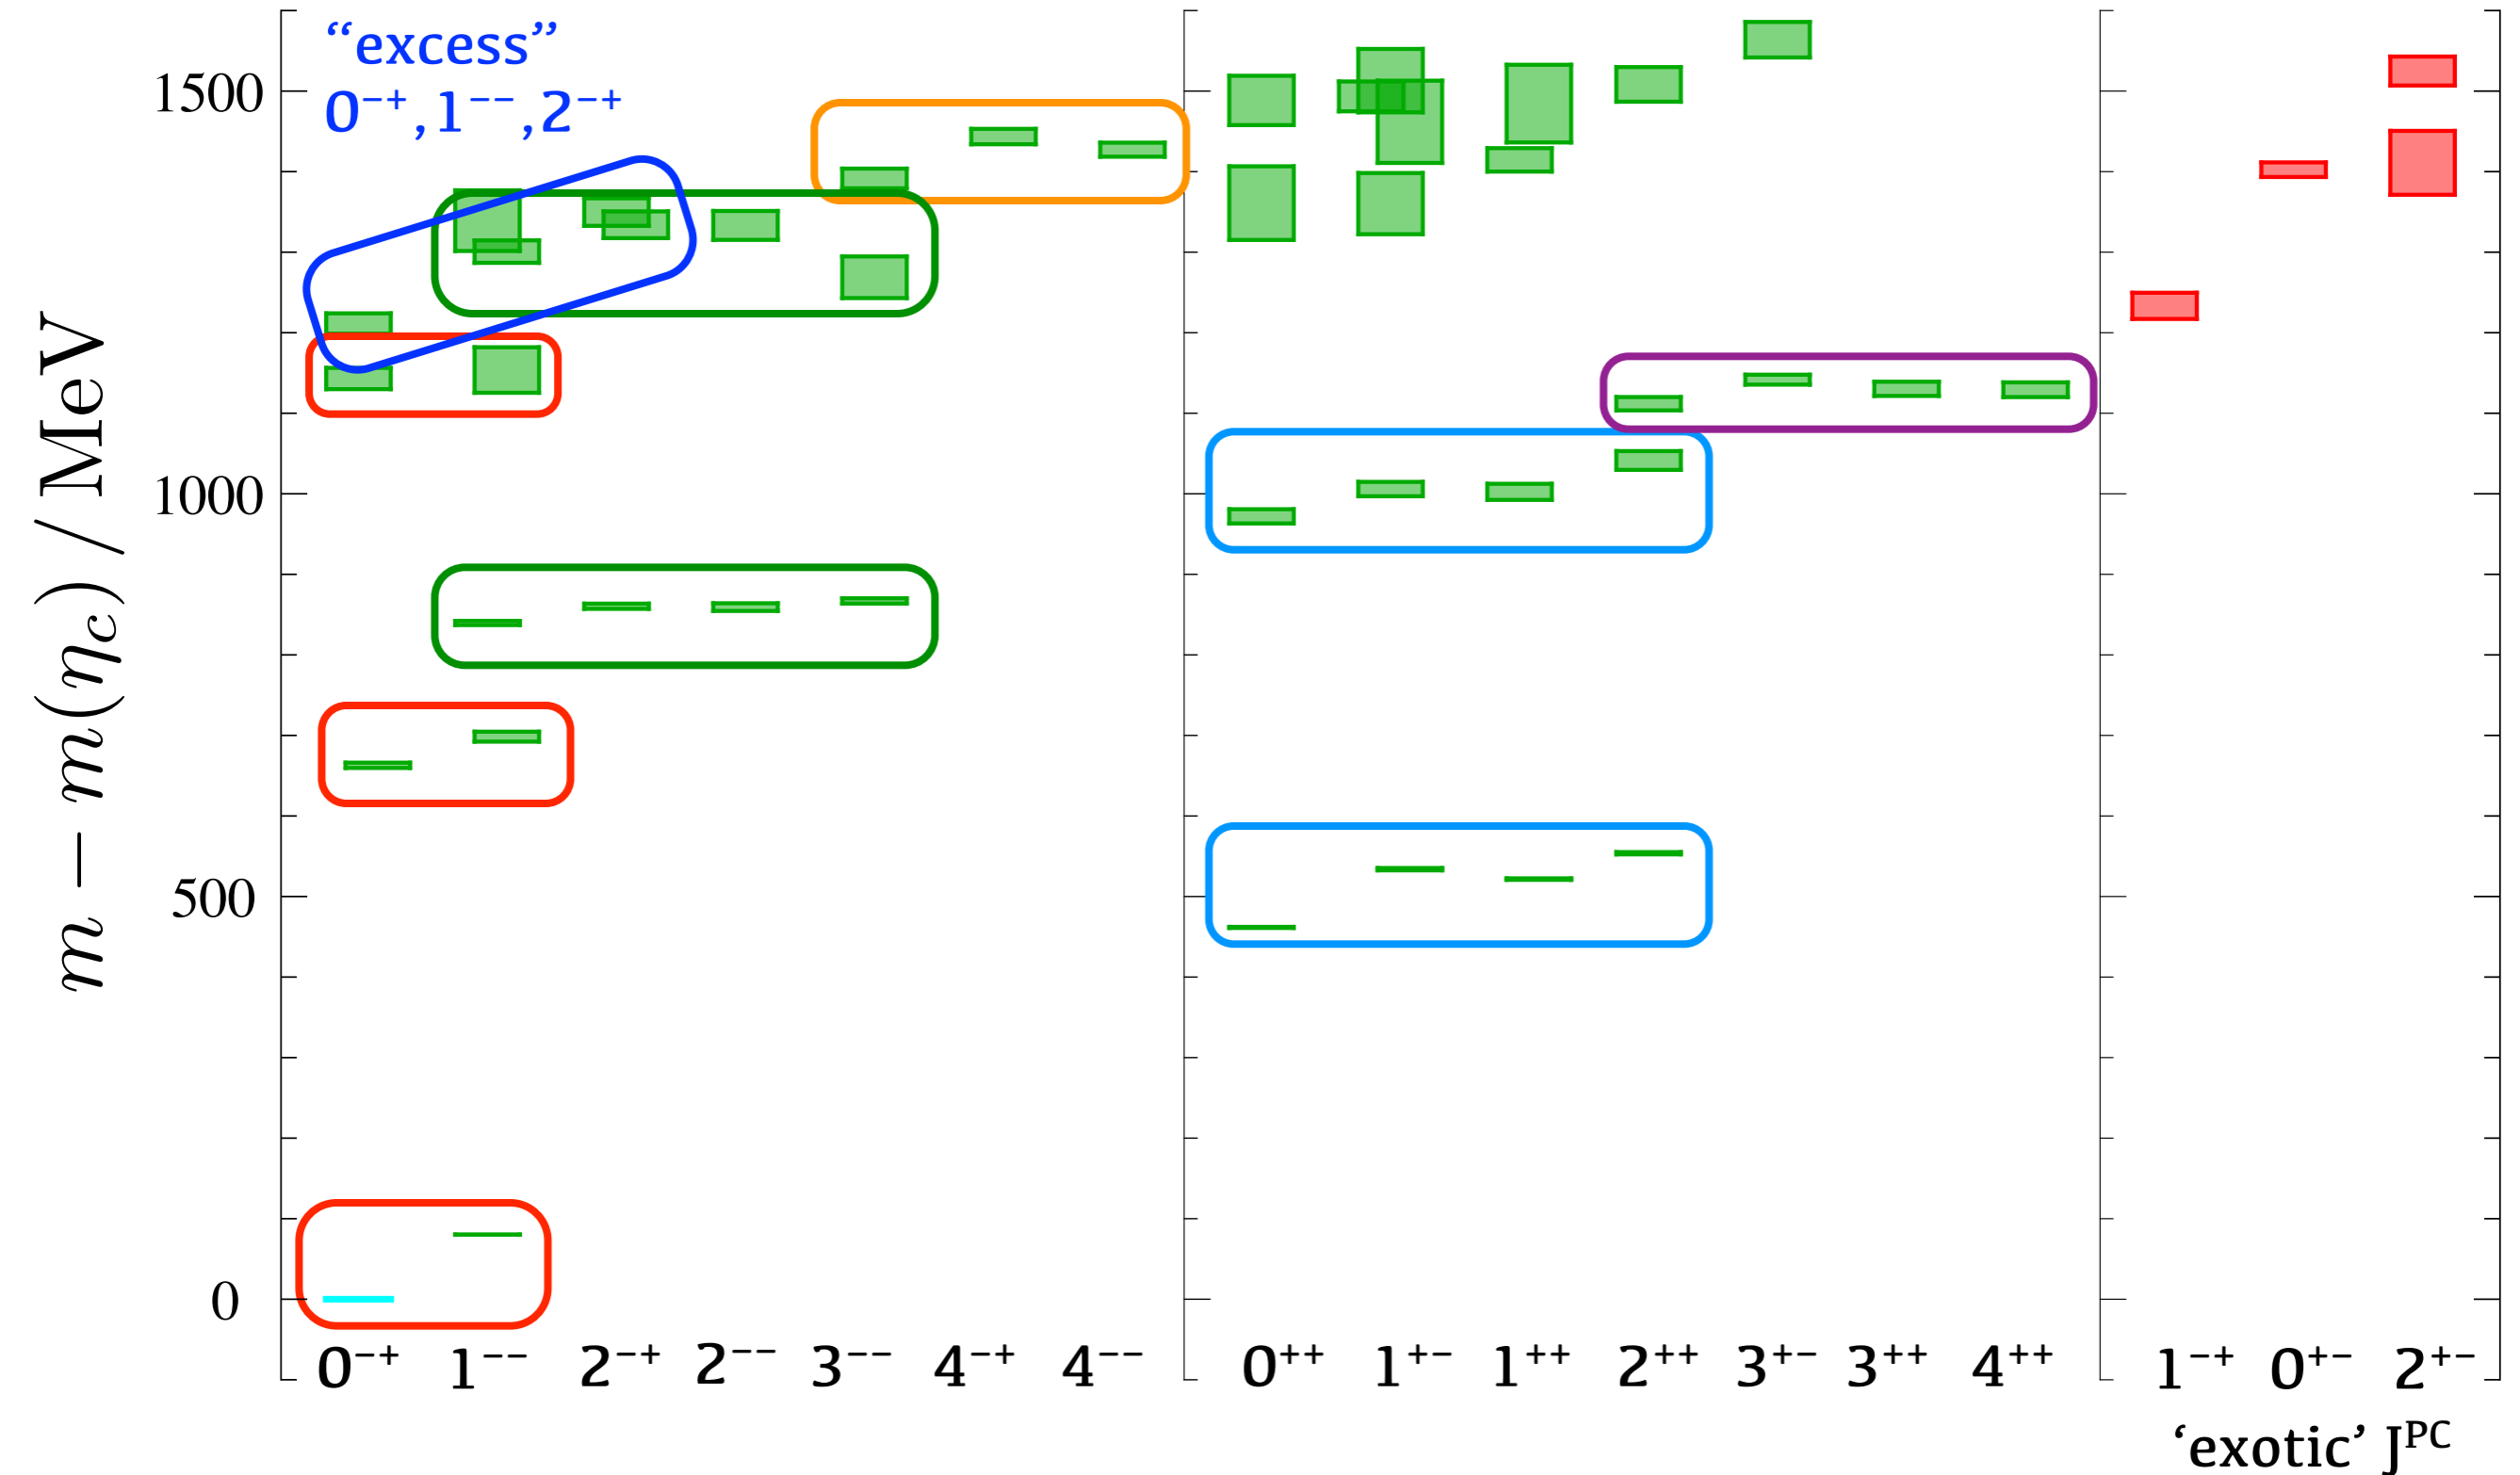 “excess”
0⁻⁺,1⁻⁻,2⁻⁺
m − m(η_c) / MeV
1500
1000
500
0
0⁻⁺ 1⁻⁻ 2⁻⁺ 2⁻⁻ 3⁻⁻ 4⁻⁺ 4⁻⁻ 0⁺⁺ 1⁺⁻ 1⁺⁺ 2⁺⁺ 3⁺⁻ 3⁺⁺ 4⁺⁺ 1⁻⁺ 0⁺⁻ 2⁺⁻
‘exotic’ Jᴾꟲ